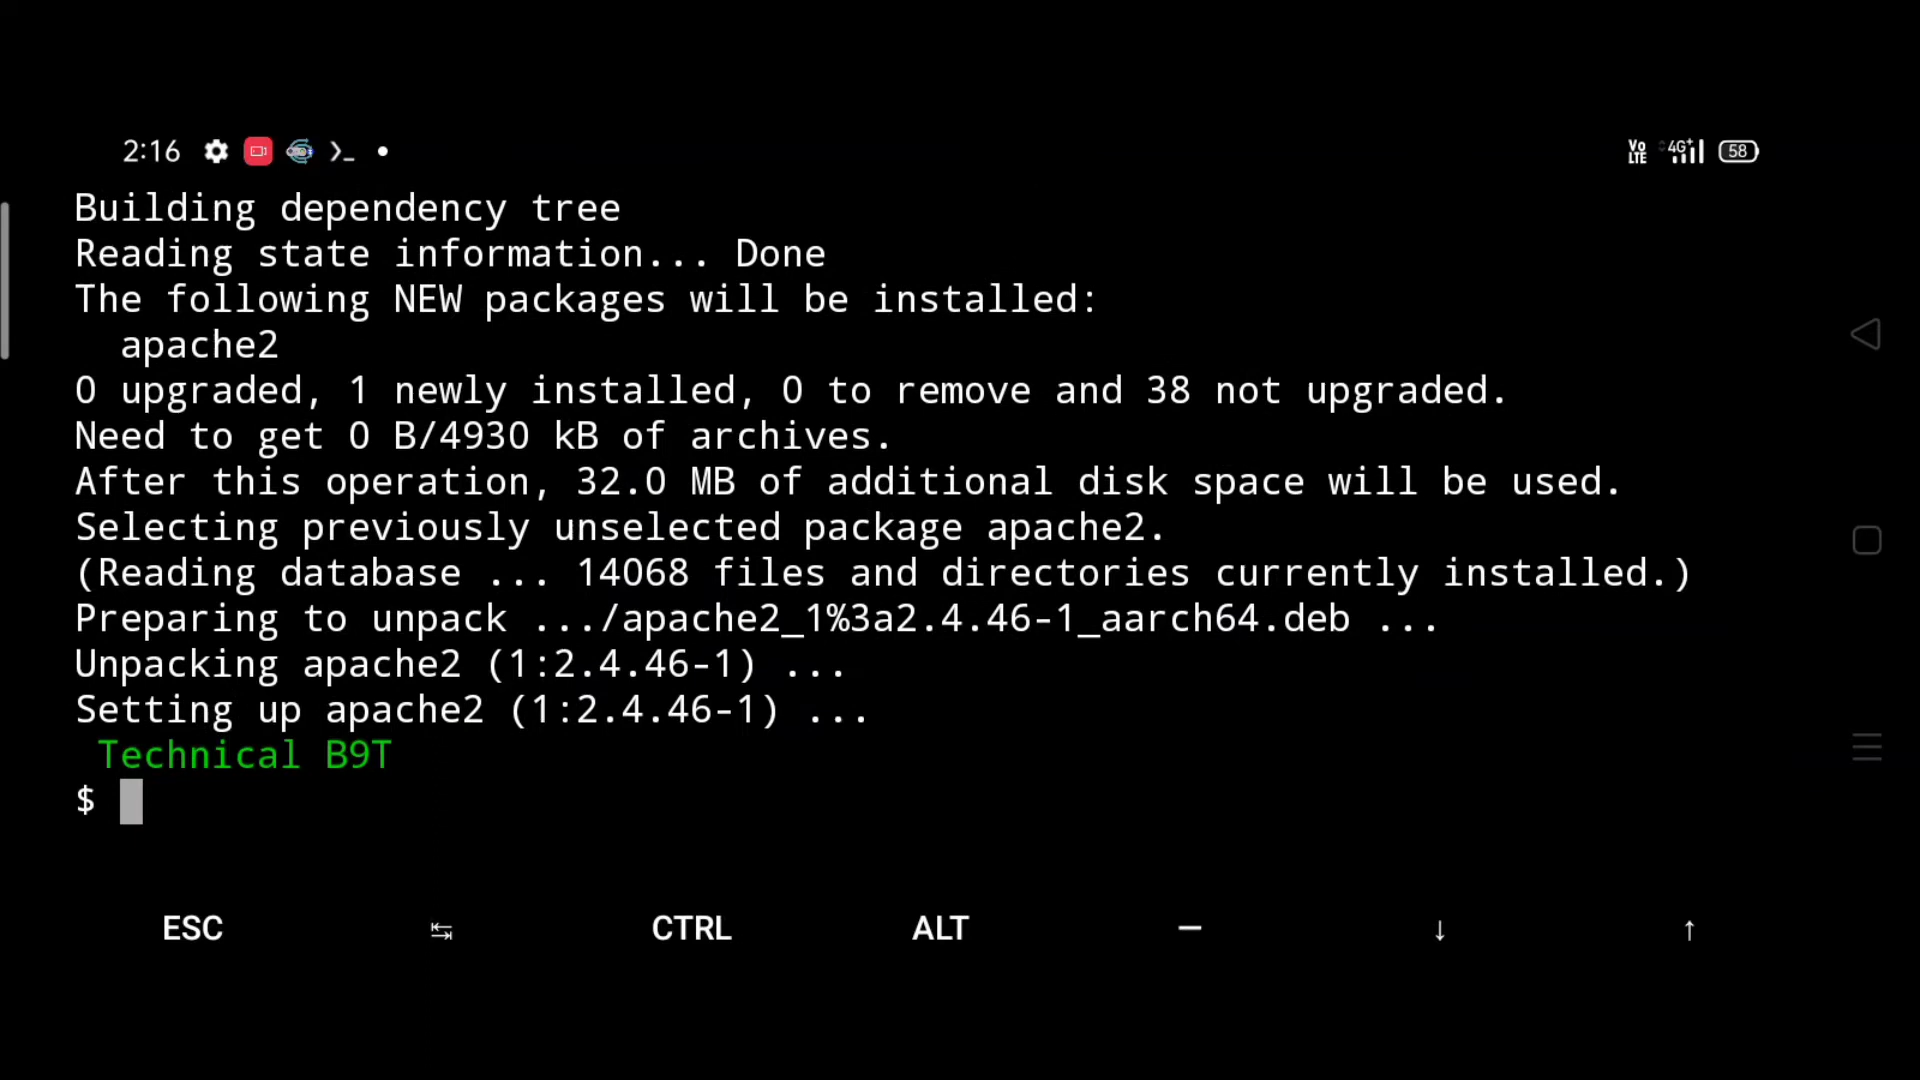 2:16 Vo LTE 4G+ 58
Building dependency tree
Reading state information... Done
The following NEW packages will be installed:
  apache2
0 upgraded, 1 newly installed, 0 to remove and 38 not upgraded.
Need to get 0 B/4930 kB of archives.
After this operation, 32.0 MB of additional disk space will be used.
Selecting previously unselected package apache2.
(Reading database ... 14068 files and directories currently installed.)
Preparing to unpack .../apache2_1%3a2.4.46-1_aarch64.deb ...
Unpacking apache2 (1:2.4.46-1) ...
Setting up apache2 (1:2.4.46-1) ...
 Technical B9T
$
ESC ↹ CTRL ALT – ↓ ↑